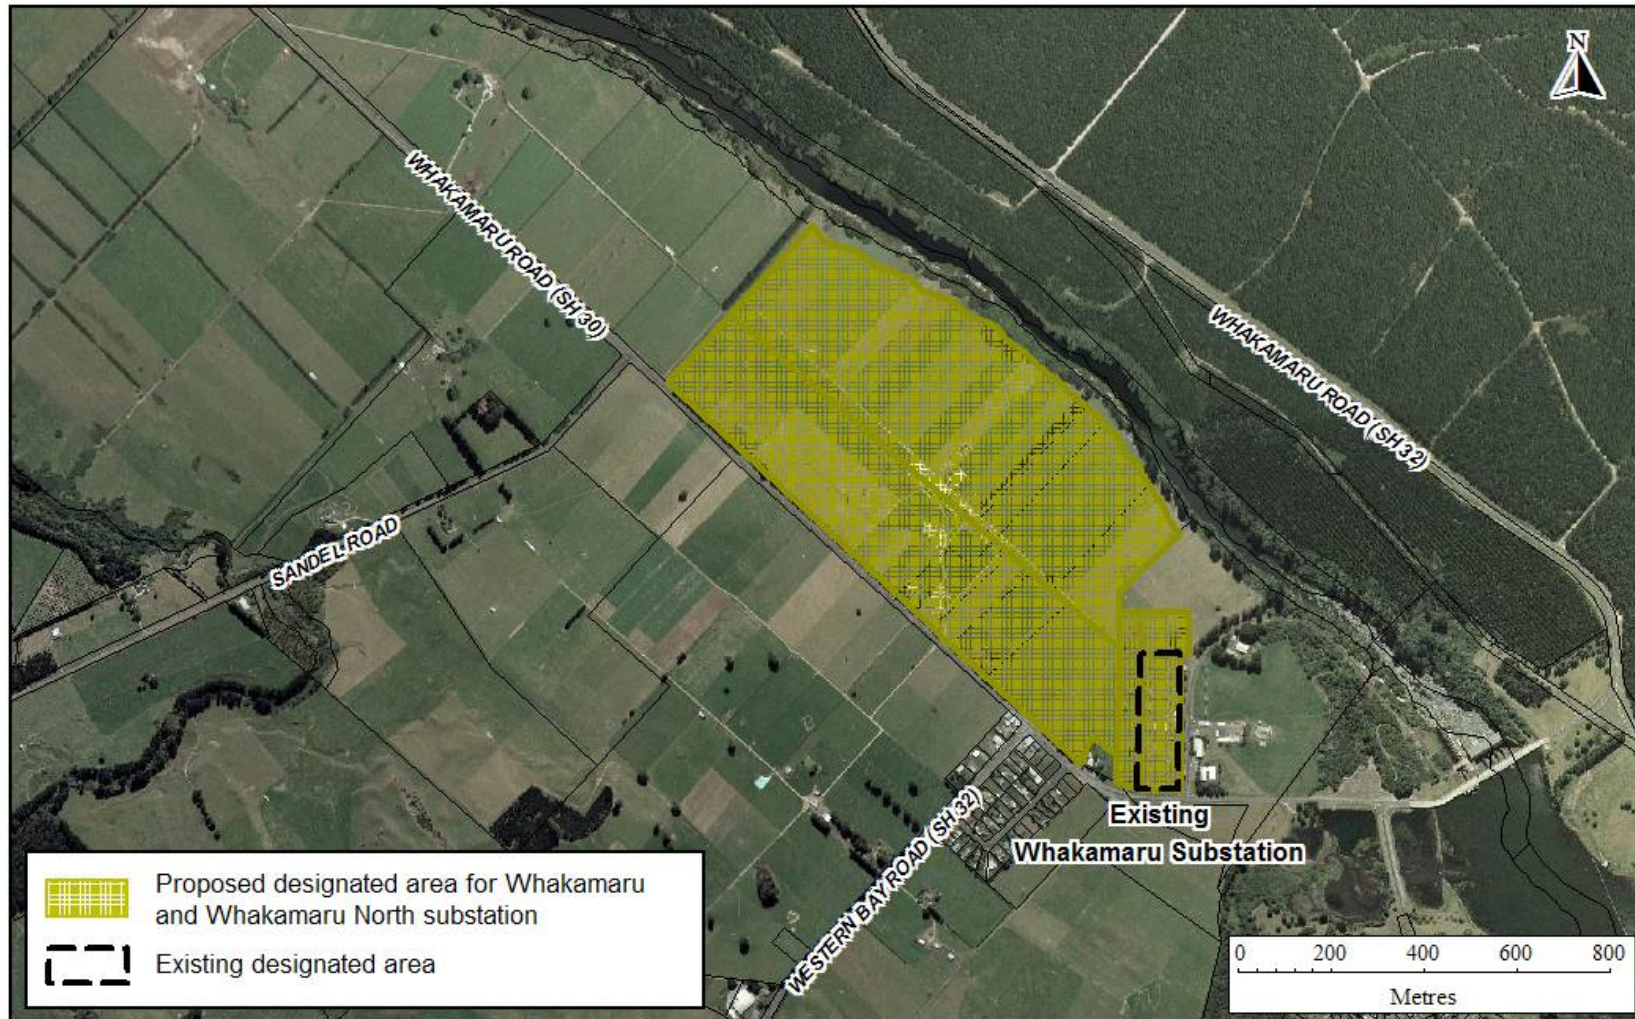 N
WHAKAMARU ROAD (SH 30)
WHAKAMARU ROAD (SH 32)
SANDEL ROAD
WESTERN BAY ROAD (SH 32)
Existing
Whakamaru Substation
Proposed designated area for Whakamaru
and Whakamaru North substation
Existing designated area
0 200 400 600 800
Metres